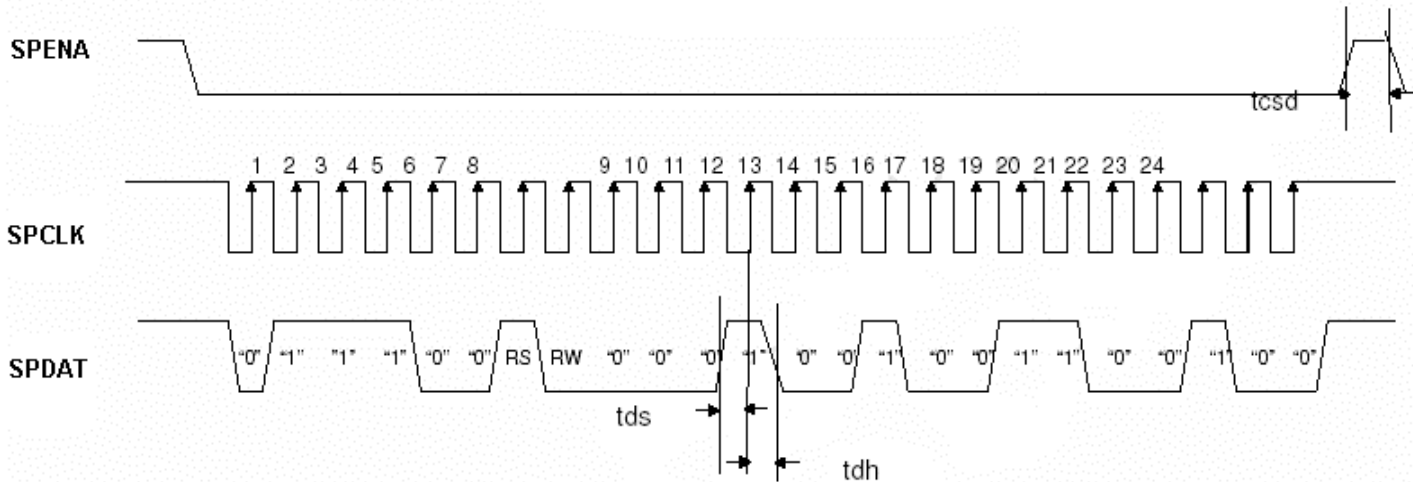 SPENA
tcsd
1 2 3 4 5 6 7 8 9 10 11 12 13 14 15 16 17 18 19 20 21 22 23 24
SPCLK
SPDAT
“0” “1” ”1” “1” “0” “0” RS RW “0” “0” “0” “1” “0” “0” “1” “0” “0” “1” “1” “0” “0” “1” “0” “0”
tds
tdh